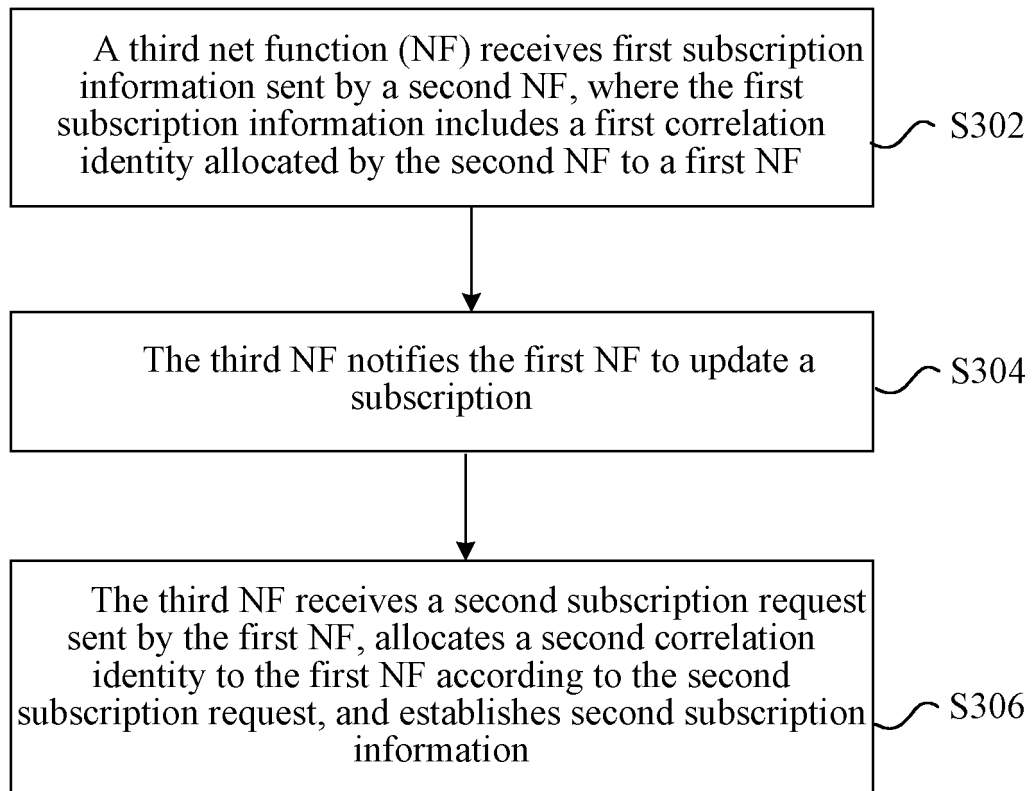 A third net function (NF) receives first subscription
information sent by a second NF, where the first
subscription information includes a first correlation
identity allocated by the second NF to a first NF
S302
The third NF notifies the first NF to update a
subscription
S304
The third NF receives a second subscription request
sent by the first NF, allocates a second correlation
identity to the first NF according to the second
subscription request, and establishes second subscription
information
S306